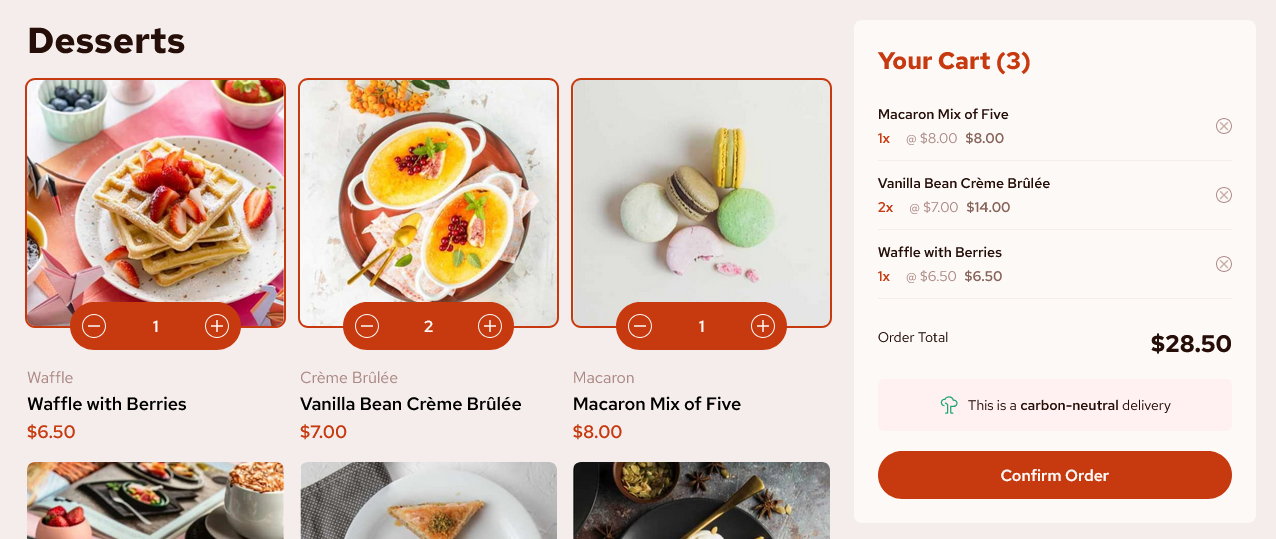 Desserts
1
2
1
Waffle
Waffle with Berries
$6.50
Crème Brûlée
Vanilla Bean Crème Brûlée
$7.00
Macaron
Macaron Mix of Five
$8.00
Your Cart (3)
Macaron Mix of Five
1x @ $8.00 $8.00
Vanilla Bean Crème Brûlée
2x @ $7.00 $14.00
Waffle with Berries
1x @ $6.50 $6.50
Order Total $28.50
This is a carbon-neutral delivery
Confirm Order